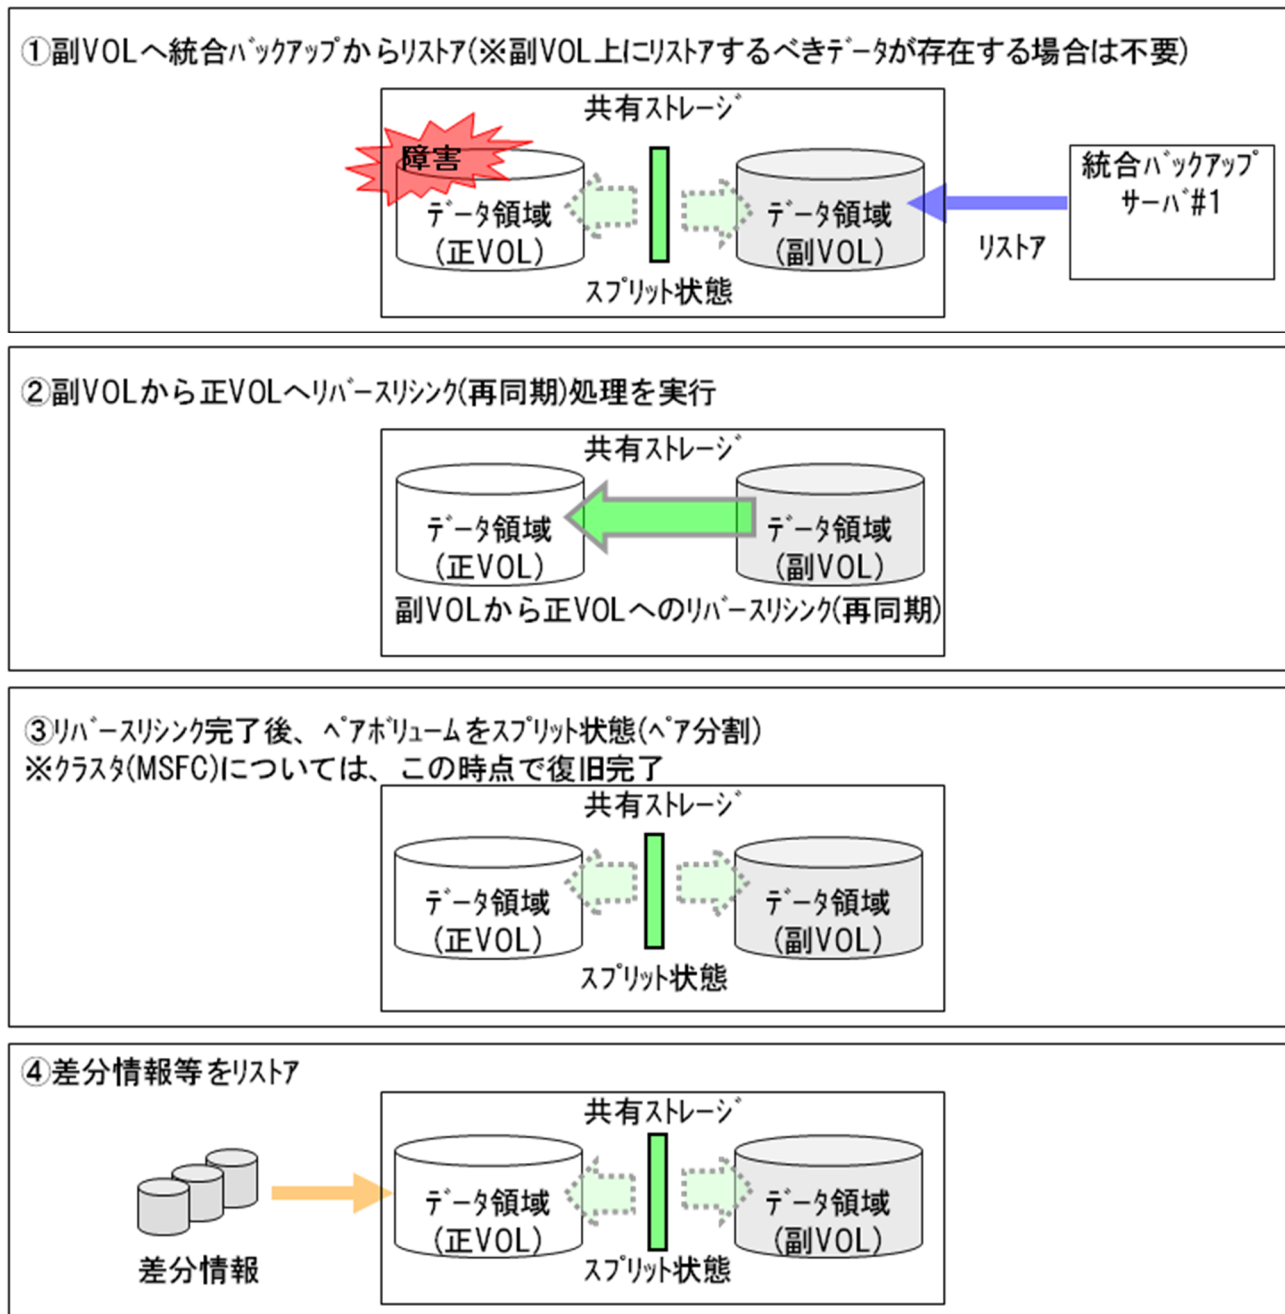 ①副VOLへ統合ﾊﾞｯｸｱｯﾌﾟからﾘｽﾄｱ(※副VOL上にﾘｽﾄｱするべきﾃﾞｰﾀが存在する場合は不要)
共有ｽﾄﾚｰｼﾞ
障害
ﾃﾞｰﾀ領域
(正VOL)
ﾃﾞｰﾀ領域
(副VOL)
ｽﾌﾟﾘｯﾄ状態
ﾘｽﾄｱ
統合ﾊﾞｯｸｱｯﾌﾟ
ｻｰﾊﾞ#1
②副VOLから正VOLへﾘﾊﾞｰｽﾘｼﾝｸ(再同期)処理を実行
共有ｽﾄﾚｰｼﾞ
ﾃﾞｰﾀ領域
(正VOL)
ﾃﾞｰﾀ領域
(副VOL)
副VOLから正VOLへのﾘﾊﾞｰｽﾘｼﾝｸ(再同期)
③ﾘﾊﾞｰｽﾘｼﾝｸ完了後、ﾍﾟｱﾎﾞﾘｭｰﾑをｽﾌﾟﾘｯﾄ状態(ﾍﾟｱ分割)
※ｸﾗｽﾀ(MSFC)については、この時点で復旧完了
共有ｽﾄﾚｰｼﾞ
ﾃﾞｰﾀ領域
(正VOL)
ﾃﾞｰﾀ領域
(副VOL)
ｽﾌﾟﾘｯﾄ状態
④差分情報等をﾘｽﾄｱ
共有ｽﾄﾚｰｼﾞ
差分情報
ﾃﾞｰﾀ領域
(正VOL)
ﾃﾞｰﾀ領域
(副VOL)
ｽﾌﾟﾘｯﾄ状態